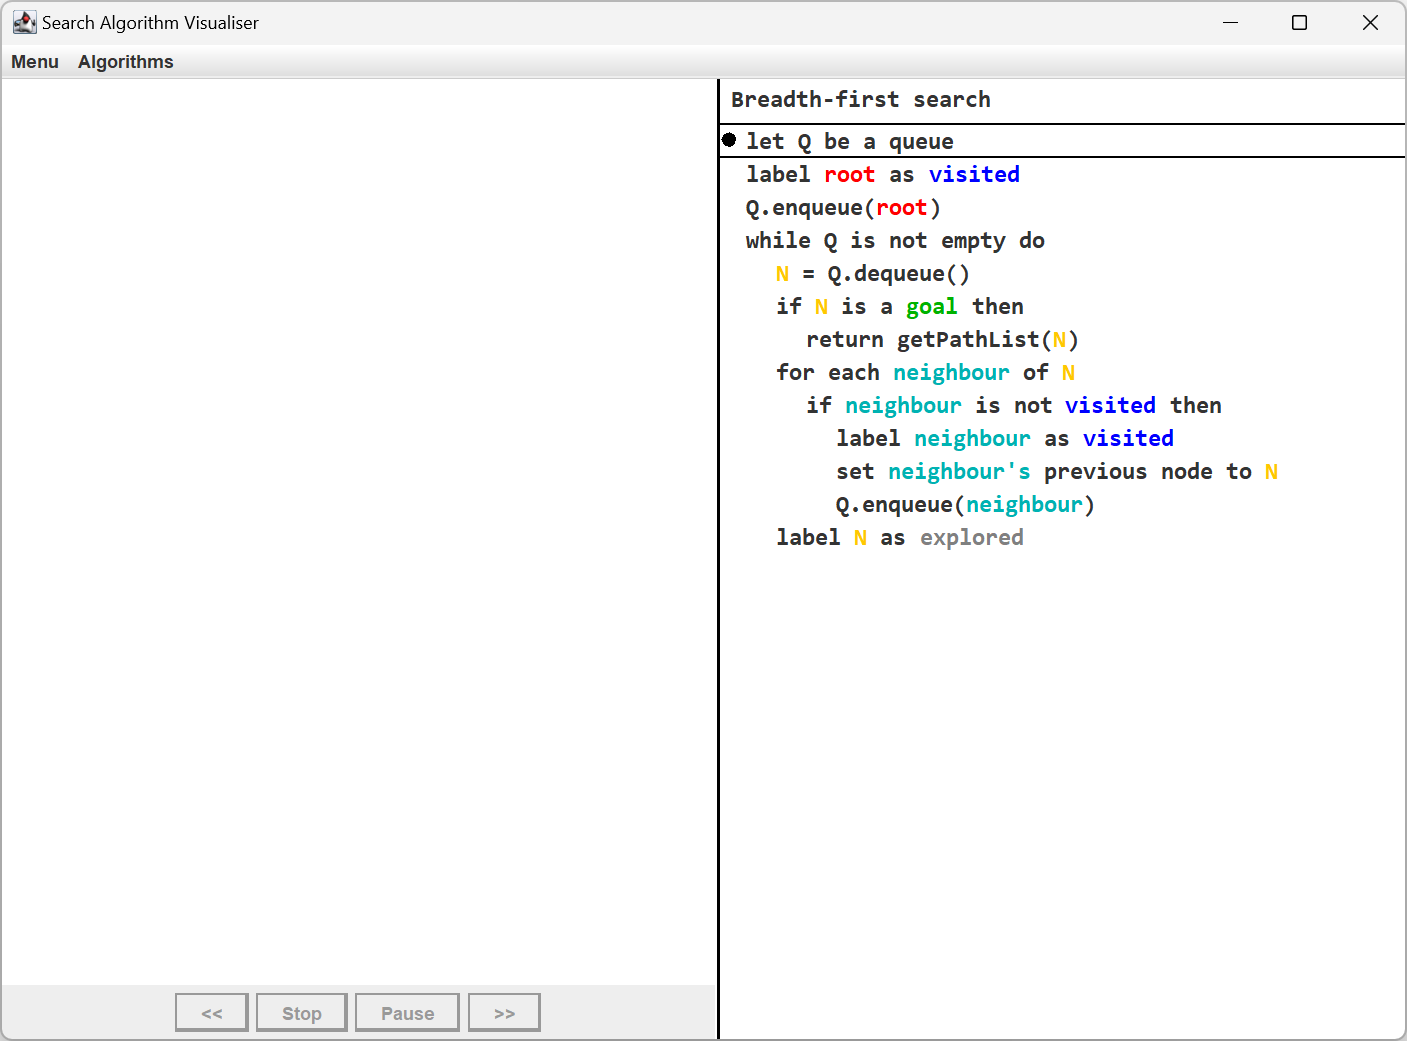 Search Algorithm Visualiser
Menu Algorithms
Breadth-first search
let Q be a queue
label root as visited
Q.enqueue(root)
while Q is not empty do
N = Q.dequeue()
if N is a goal then
return getPathList(N)
for each neighbour of N
if neighbour is not visited then
label neighbour as visited
set neighbour's previous node to N
Q.enqueue(neighbour)
label N as explored
<< Stop Pause >>